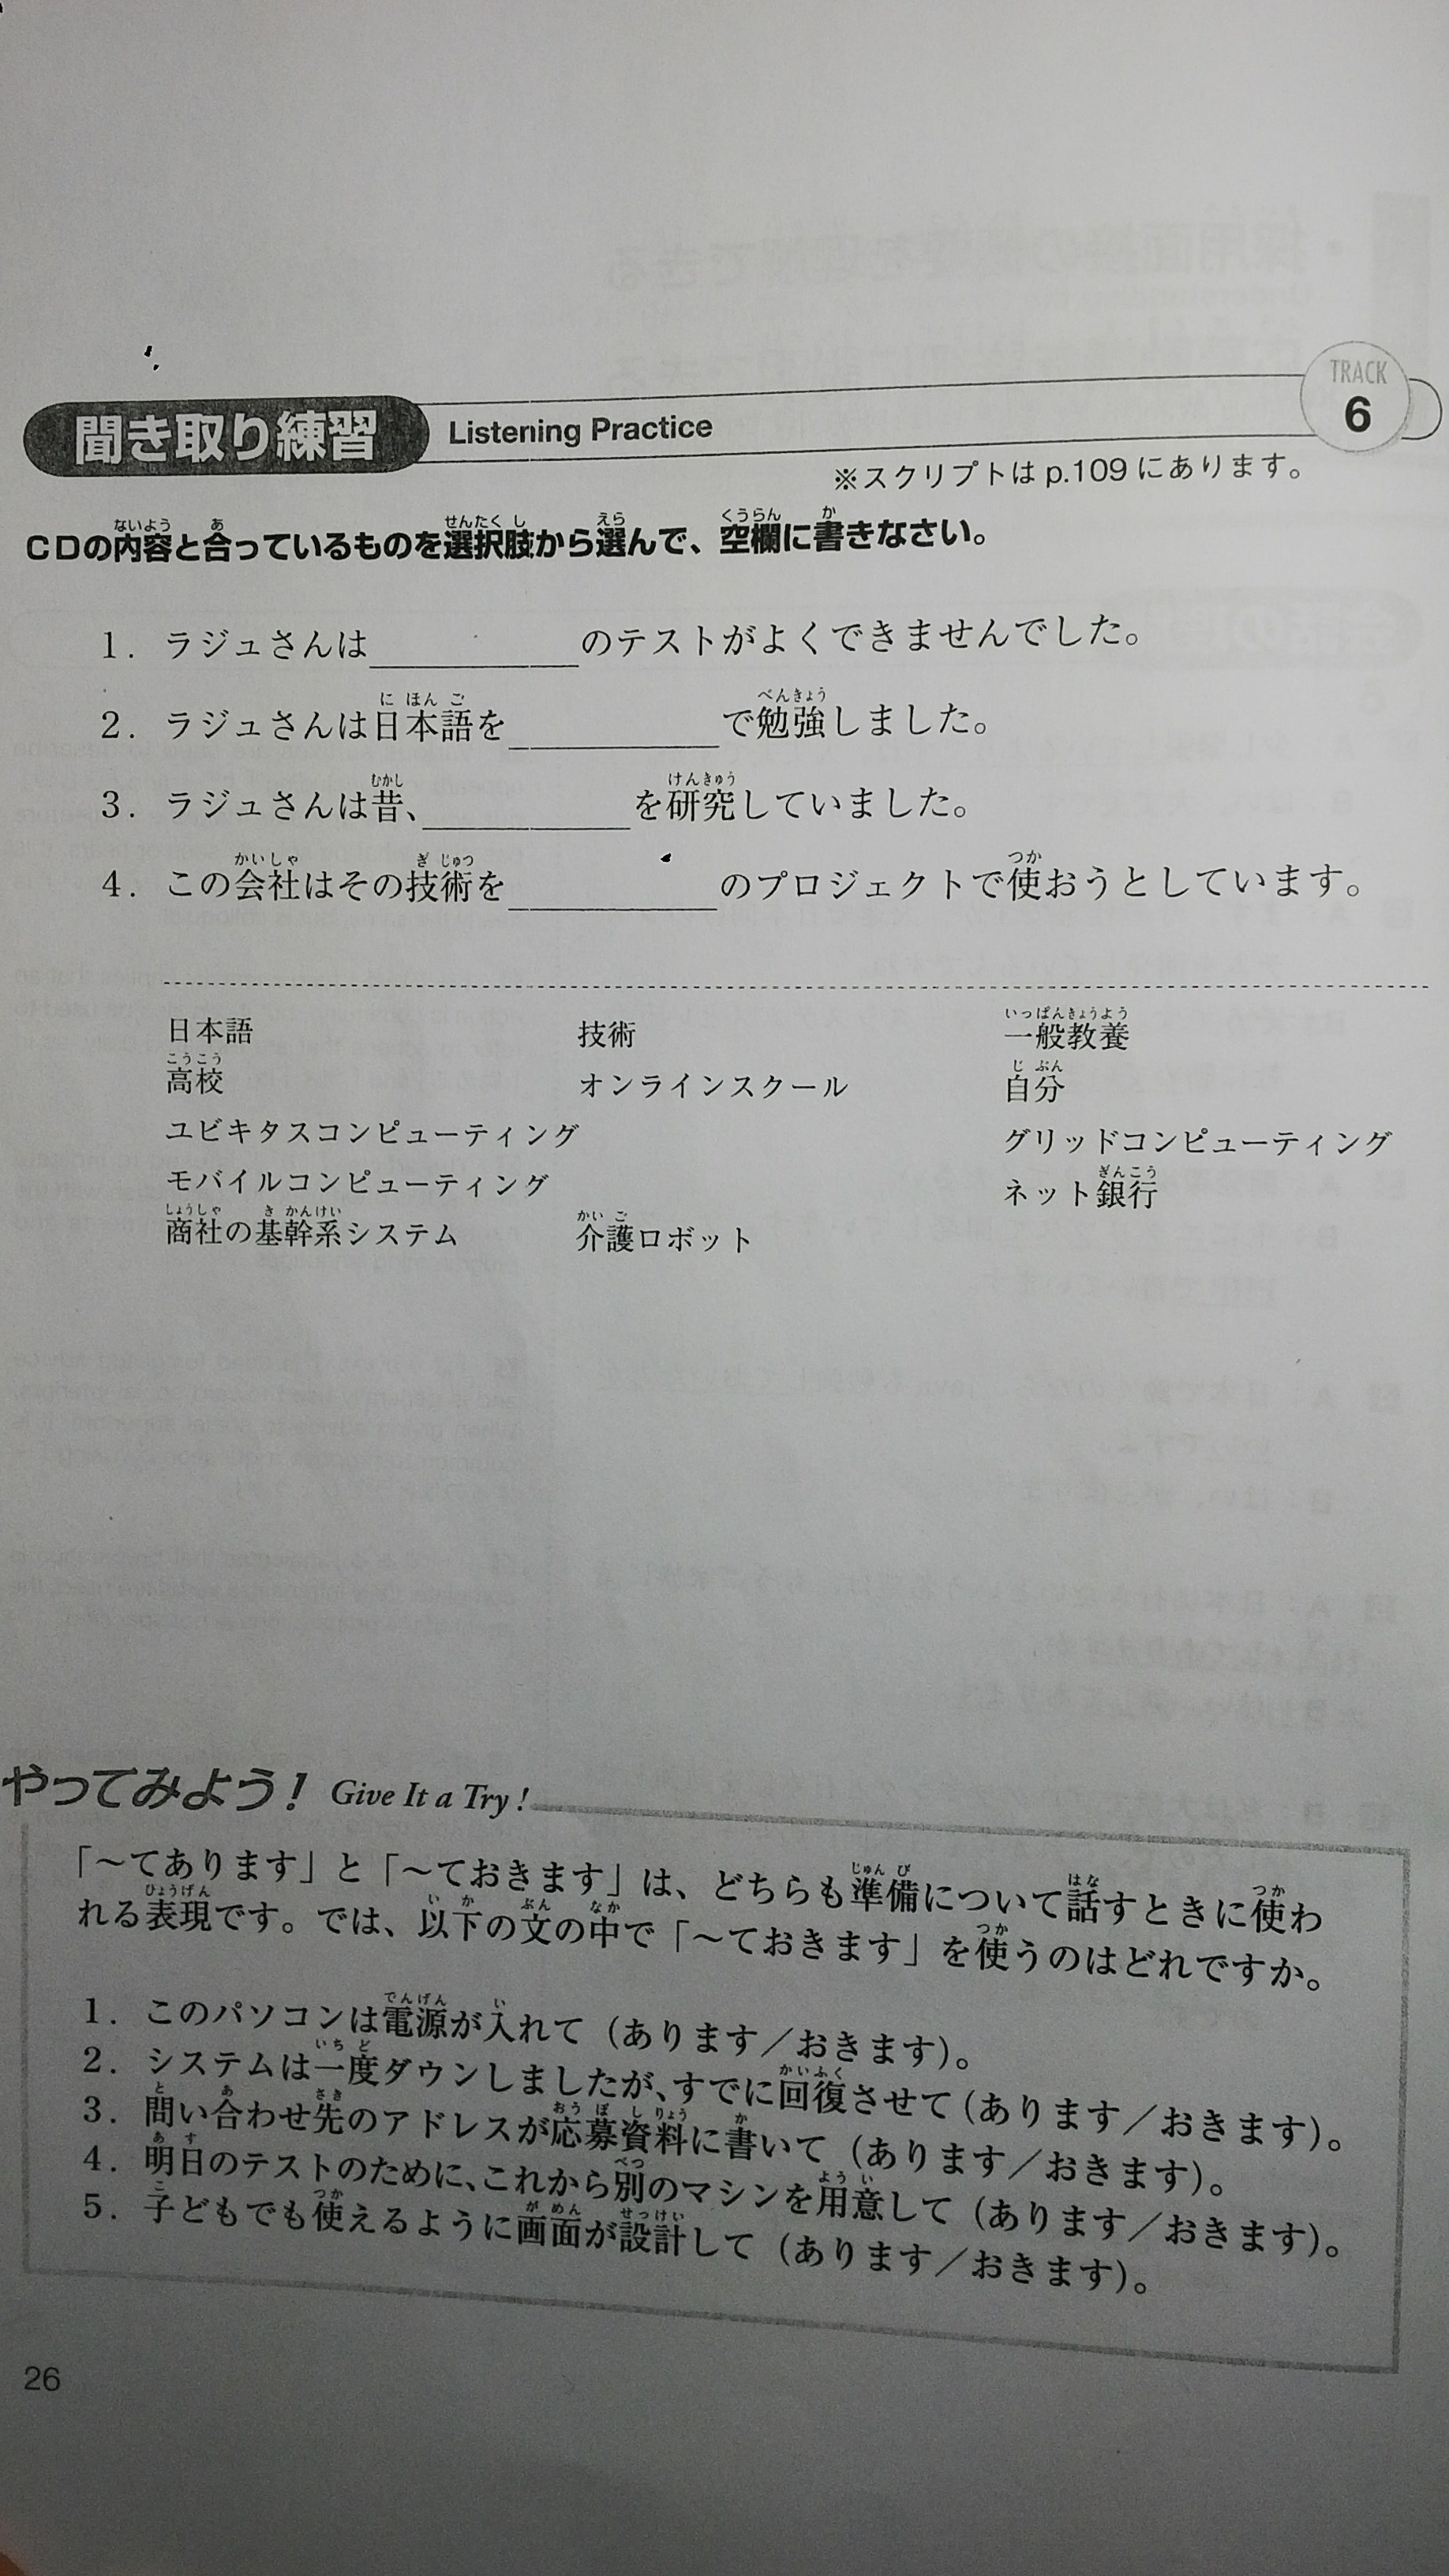 聞き取り練習 Listening Practice
TRACK
6
※スクリプトは p.109 にあります。
CDの内容と合っているものを選択肢から選んで、空欄に書きなさい。
1. ラジュさんは__________のテストがよくできませんでした。
2. ラジュさんは日本語を__________で勉強しました。
3. ラジュさんは昔、__________を研究していました。
4. この会社はその技術を__________のプロジェクトで使おうとしています。
日本語 技術 一般教養
高校 オンラインスクール 自分
ユビキタスコンピューティング グリッドコンピューティング
モバイルコンピューティング ネット銀行
商社の基幹系システム 介護ロボット
やってみよう! Give It a Try!
「〜てあります」と「〜ておきます」は、どちらも準備について話すときに使わ
れる表現です。では、以下の文の中で「〜ておきます」を使うのはどれですか。
1. このパソコンは電源が入れて(あります/おきます)。
2. システムは一度ダウンしましたが、すでに回復させて(あります/おきます)。
3. 問い合わせ先のアドレスが応募資料に書いて(あります/おきます)。
4. 明日のテストのために、これから別のマシンを用意して(あります/おきます)。
5. 子どもでも使えるように画面が設計して(あります/おきます)。
26